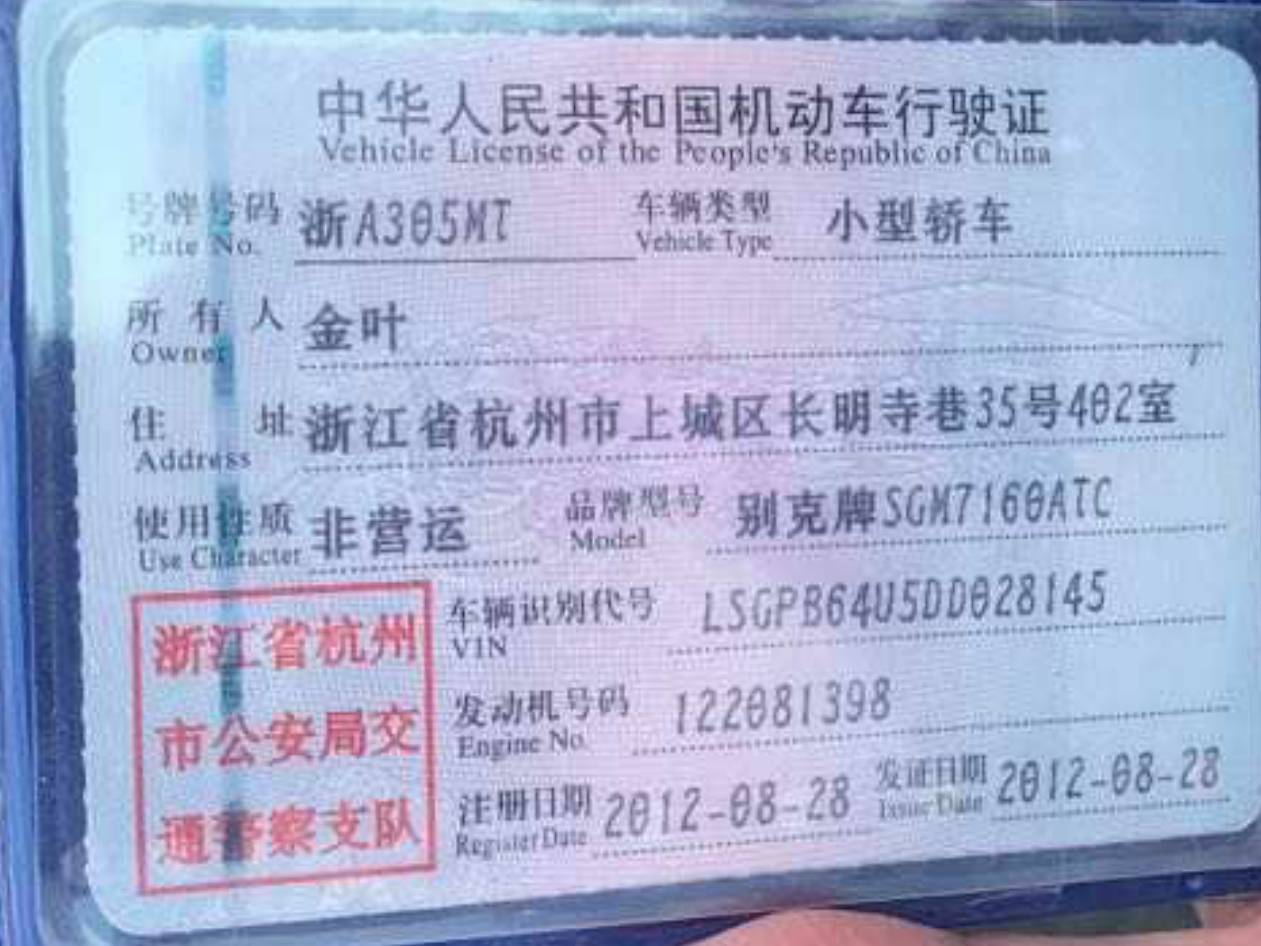 中华人民共和国机动车行驶证
Vehicle License of the People's Republic of China
号牌号码 浙A305MT 车辆类型 小型轿车
Plate No. Vehicle Type
所有人 金叶
Owner
住址 浙江省杭州市上城区长明寺巷35号402室
Address
使用性质 非营运 品牌型号 别克牌SGM7160ATC
Use Character Model
车辆识别代号 LSGPB64U5DD028145
VIN
发动机号码 122081398
Engine No.
注册日期 2012-08-28 发证日期 2012-08-28
Register Date Issue Date
浙江省杭州
市公安局交
通警察支队